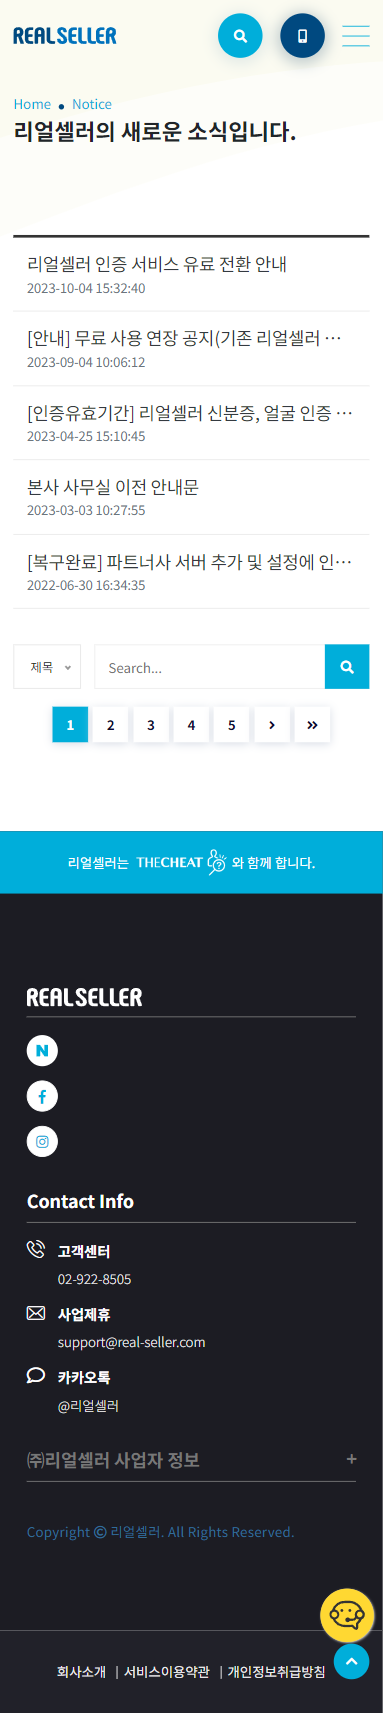 REALSELLER
Home • Notice
리얼셀러의 새로운 소식입니다.
리얼셀러 인증 서비스 유료 전환 안내
2023-10-04 15:32:40
[안내] 무료 사용 연장 공지(기존 리얼셀러 …
2023-09-04 10:06:12
[인증유효기간] 리얼셀러 신분증, 얼굴 인증 …
2023-04-25 15:10:45
본사 사무실 이전 안내문
2023-03-03 10:27:55
[복구완료] 파트너사 서버 추가 및 설정에 인…
2022-06-30 16:34:35
제목 Search...
1 2 3 4 5 › »
리얼셀러는 THECHEAT 와 함께 합니다.
REALSELLER
N
f
Contact Info
고객센터
02-922-8505
사업제휴
support@real-seller.com
카카오톡
@리얼셀러
㈜리얼셀러 사업자 정보 +
Copyright © 리얼셀러. All Rights Reserved.
회사소개 | 서비스이용약관 | 개인정보취급방침